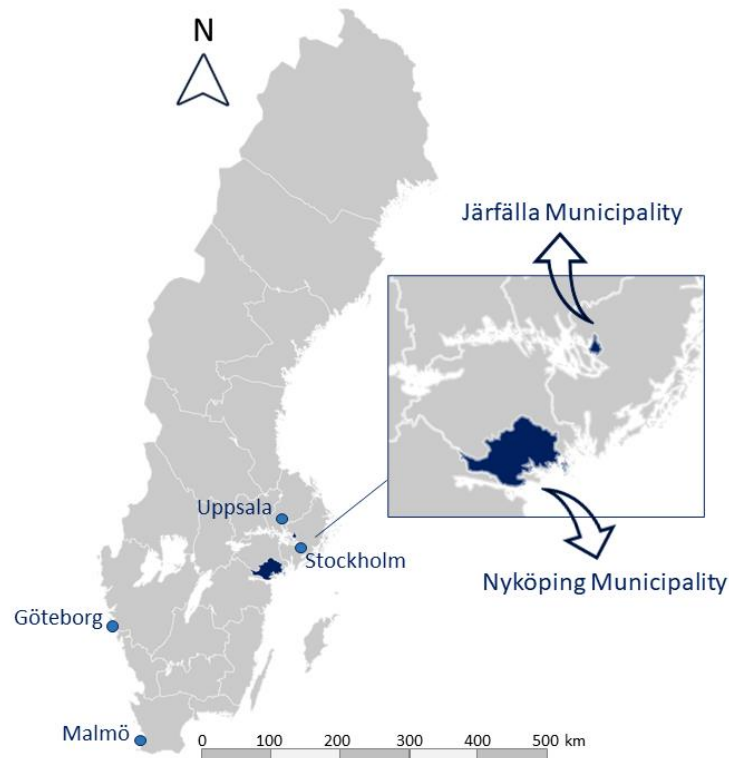 N
Järfälla Municipality
Uppsala
Stockholm
Nyköping Municipality
Göteborg
Malmö
0 100 200 300 400 500 km